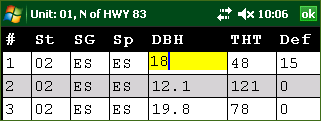 Unit: 01, N of HWY 83 10:06 ok
# St SG Sp DBH THT Def
1 02 ES ES 18 48 15
2 02 ES ES 12.1 121 0
3 02 ES ES 19.8 78 0